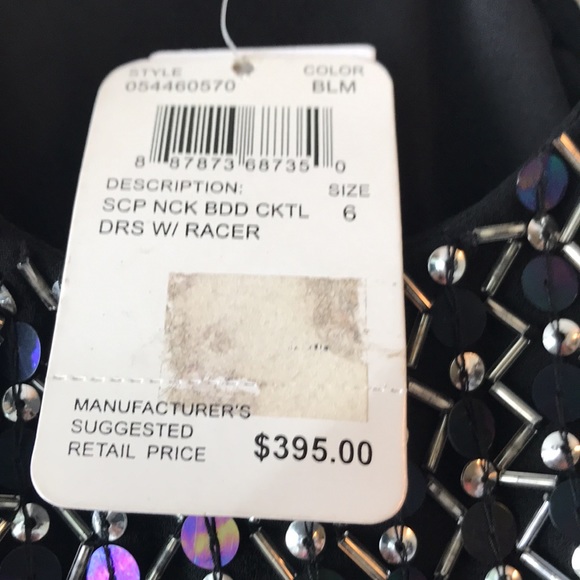 STYLE COLOR
054460570 BLM
8 87873 68735 0
DESCRIPTION: SIZE
SCP NCK BDD CKTL 6
DRS W/ RACER
MANUFACTURER'S
SUGGESTED
RETAIL PRICE $395.00